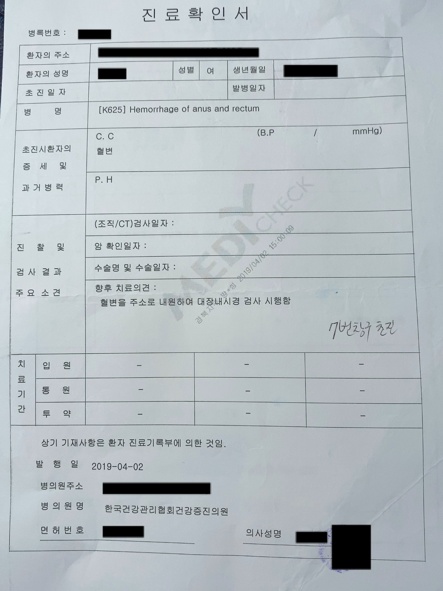 진료확인서
병록번호 :
환자의 주소
환자의 성명 성별 여 생년월일
초진일자 발병일자
병 명 [K625] Hemorrhage of anus and rectum
초진시환자의 증세 및 과거병력
C. C (B.P / mmHg)
혈변
P. H
진찰 및 검사결과 주요 소견
(조직/CT)검사일자 :
암 확인일자 :
수술명 및 수술일자 :
향후 치료의견 :
혈변을 주소로 내원하여 대장내시경 검사 시행함
7번창구 초진
치료기간
입원 – – –
통원 – – –
투약 – – –
상기 기재사항은 환자 진료기록부에 의한 것임.
발 행 일 2019-04-02
병의원주소
병의원명 한국건강관리협회건강증진의원
면허번호 의사성명
MEDI CHECK
2019/04/02 15:00:09